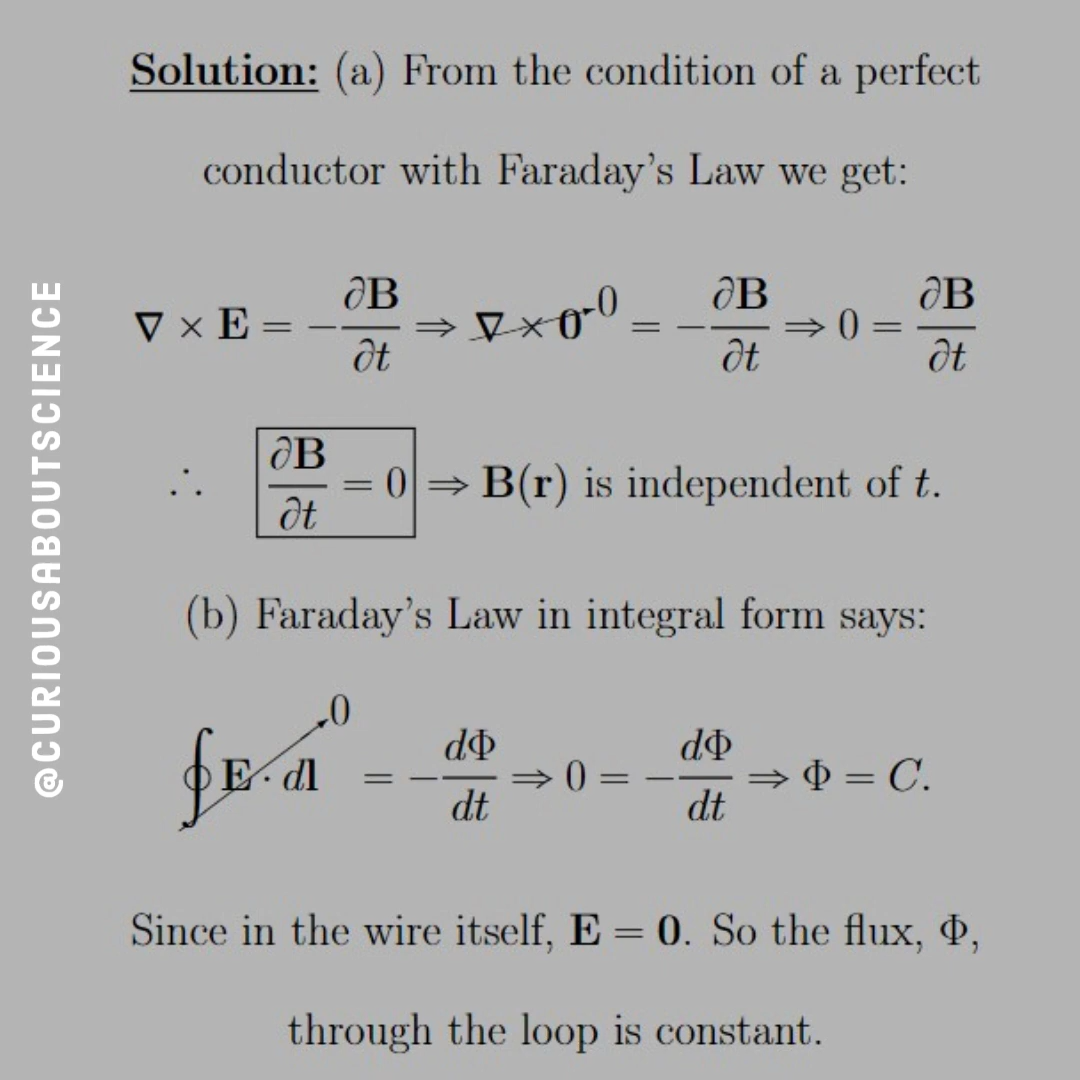 Solution: (a) From the condition of a perfect
conductor with Faraday's Law we get:
∇ × E = −∂B/∂t ⇒ ∇ × 0 0 = −∂B/∂t ⇒ 0 = ∂B/∂t
∴ ∂B/∂t = 0 ⇒ B(r) is independent of t.
(b) Faraday's Law in integral form says:
∮ E · dl 0 = −dΦ/dt ⇒ 0 = −dΦ/dt ⇒ Φ = C.
Since in the wire itself, E = 0. So the flux, Φ,
through the loop is constant.
@CURIOUSABOUTSCIENCE